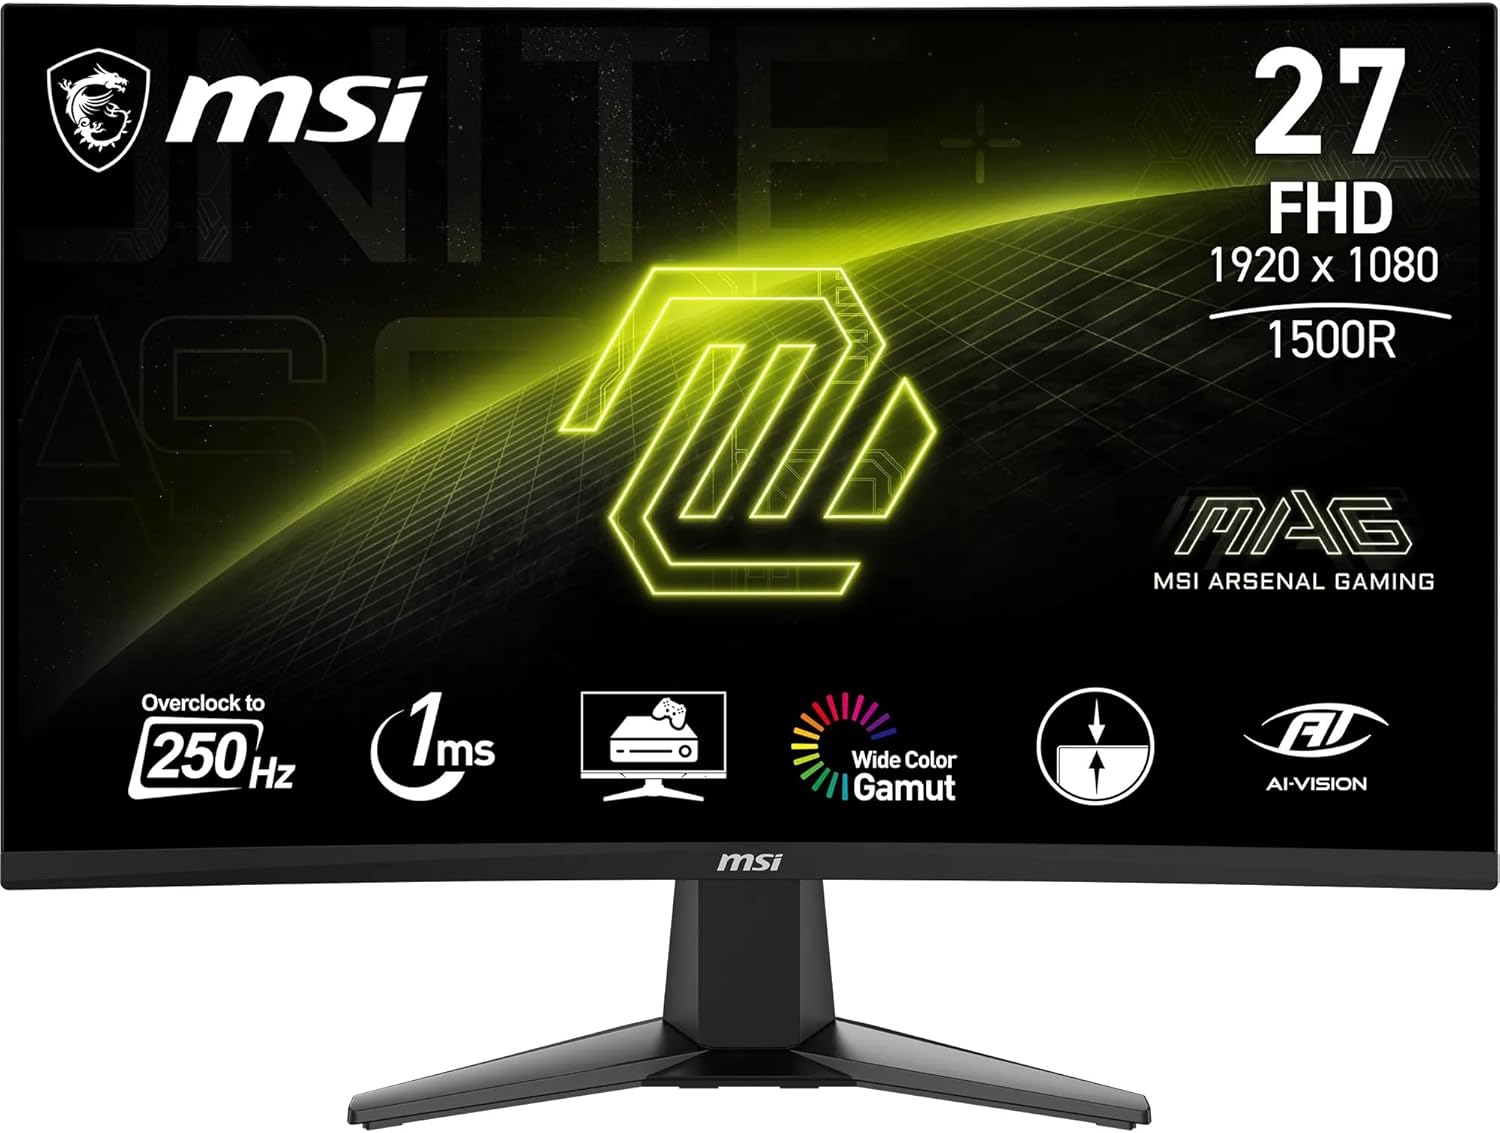 msi
27
FHD
1920 x 1080
1500R
MAG
MSI ARSENAL GAMING
Overclock to
250Hz
1ms
Wide Color
Gamut
AI
AI-VISION
msi